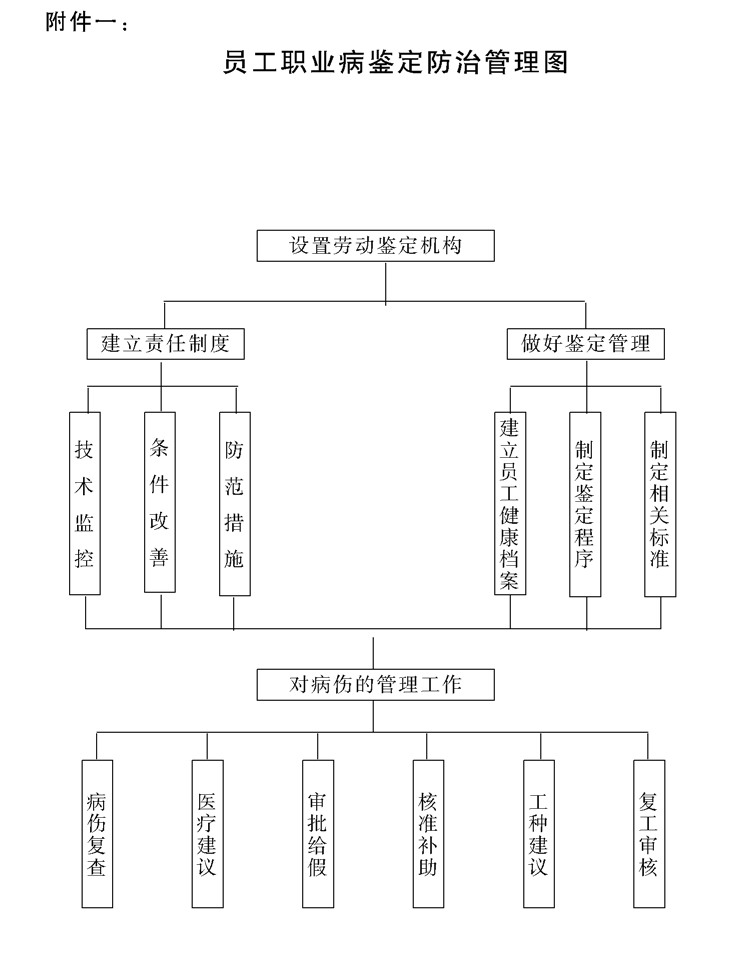 附件一：
员工职业病鉴定防治管理图
设置劳动鉴定机构
建立责任制度
做好鉴定管理
技术监控
条件改善
防范措施
建立员工健康档案
制定鉴定程序
制定相关标准
对病伤的管理工作
病伤复查
医疗建议
审批给假
核准补助
工种建议
复工审核